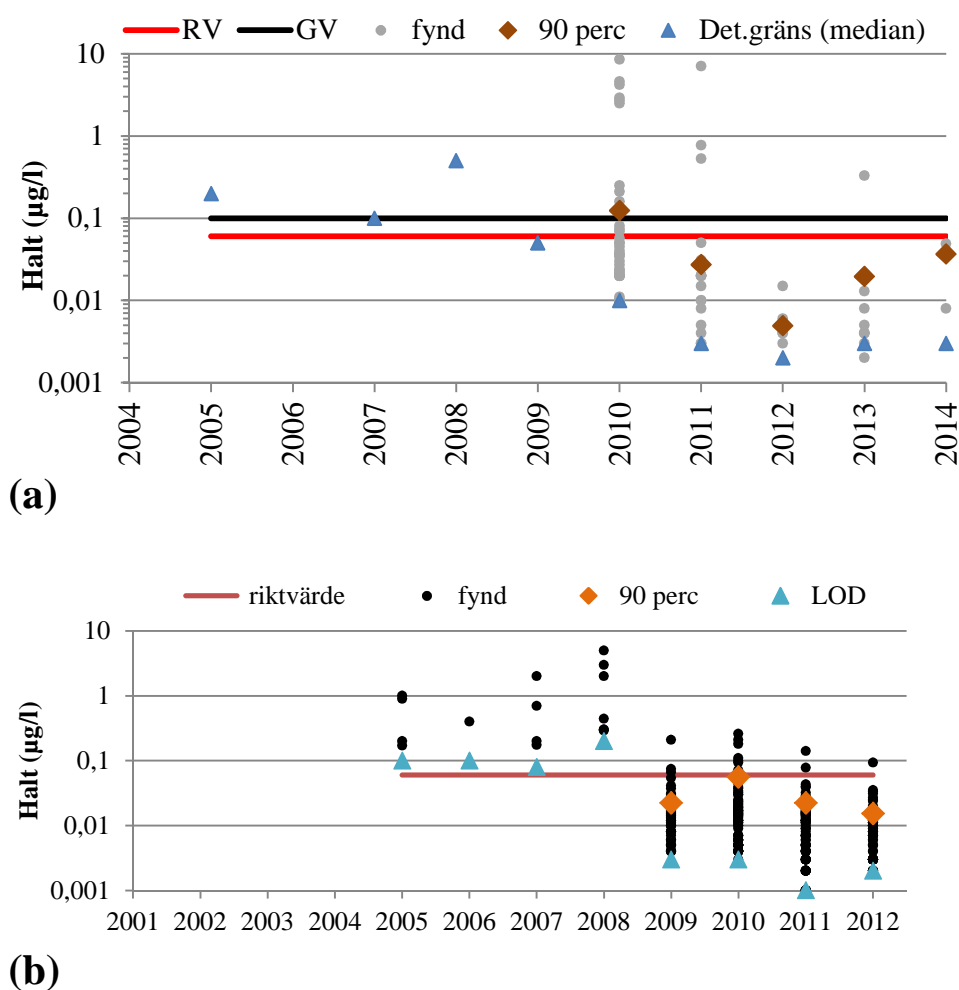 RV GV fynd 90 perc Det.gräns (median)
10
1
0,1
0,01
0,001
Halt (µg/l)
2004 2005 2006 2007 2008 2009 2010 2011 2012 2013 2014
(a)
riktvärde fynd 90 perc LOD
10
1
0,1
0,01
0,001
Halt (µg/l)
2001 2002 2003 2004 2005 2006 2007 2008 2009 2010 2011 2012
(b)